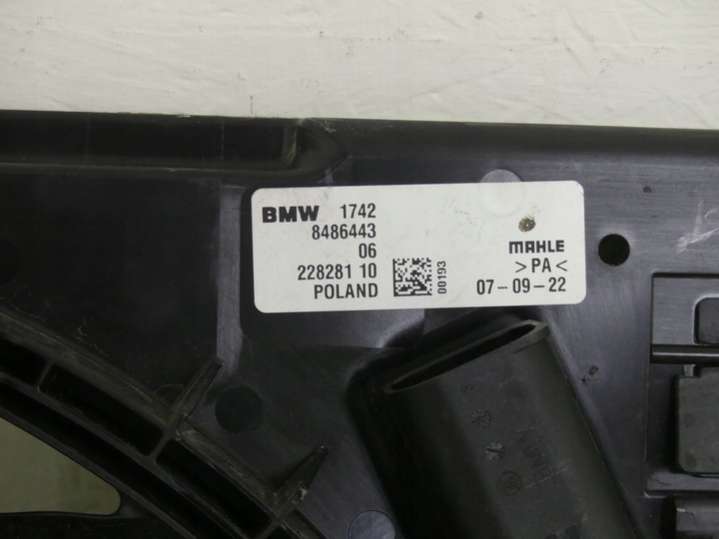 BMW 1742
8486443
06
228281 10
POLAND
00193
MAHLE
>PA<
07-09-22